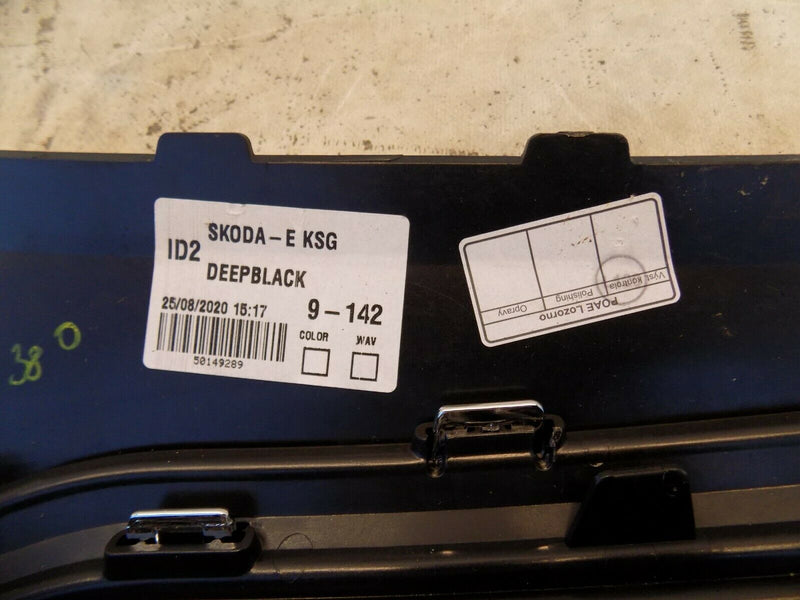 ID2
SKODA-E KSG
DEEPBLACK
25/08/2020 15:17
9-142
COLOR
WAV
50149289
POAE Lozorno
Opravy
Polishing
Výst. kontrola
38 0